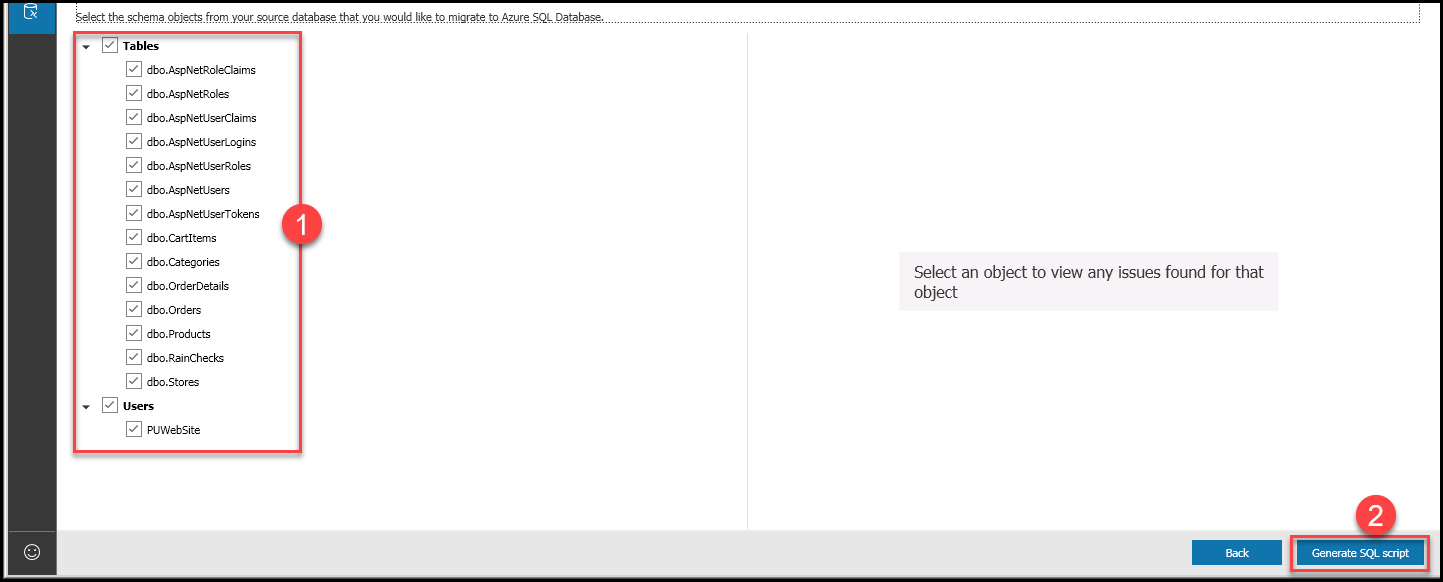 Select the schema objects from your source database that you would like to migrate to Azure SQL Database.
Tables
dbo.AspNetRoleClaims
dbo.AspNetRoles
dbo.AspNetUserClaims
dbo.AspNetUserLogins
dbo.AspNetUserRoles
dbo.AspNetUsers
dbo.AspNetUserTokens
1
dbo.CartItems
dbo.Categories
dbo.OrderDetails
dbo.Orders
dbo.Products
dbo.RainChecks
dbo.Stores
Users
PUWebSite
Select an object to view any issues found for that
object
2
Back
Generate SQL script